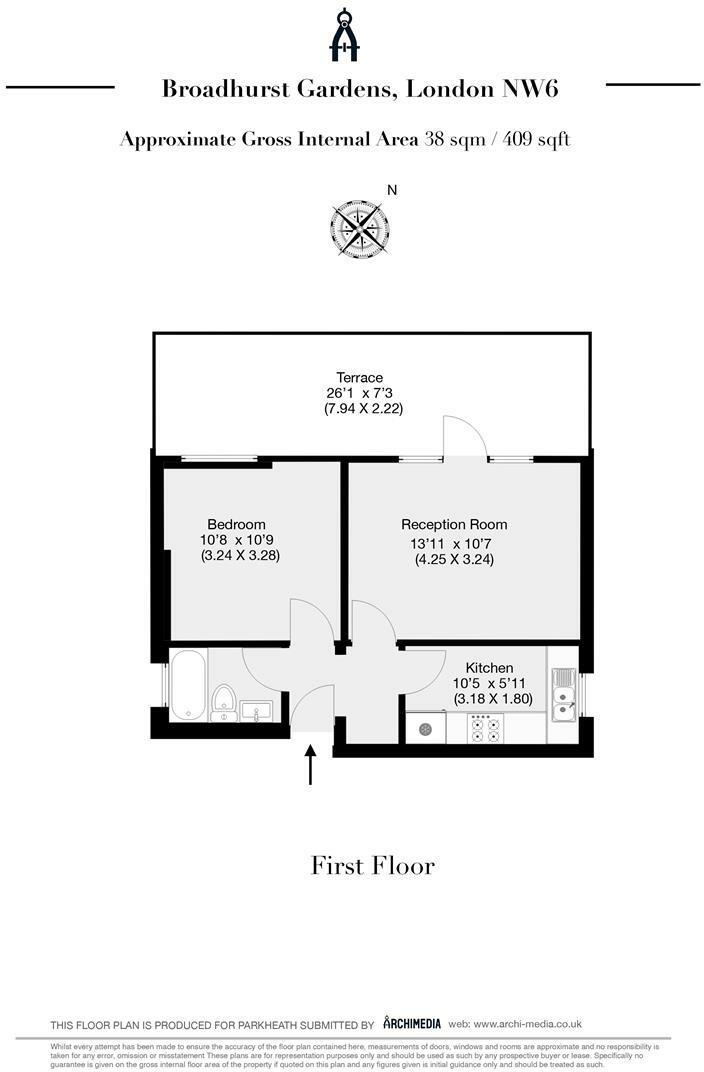 Broadhurst Gardens, London NW6
Approximate Gross Internal Area 38 sqm / 409 sqft
N
Terrace
26'1 x 7'3
(7.94 X 2.22)
Bedroom
10'8 x 10'9
(3.24 X 3.28)
Reception Room
13'11 x 10'7
(4.25 X 3.24)
Kitchen
10'5 x 5'11
(3.18 X 1.80)
First Floor
THIS FLOOR PLAN IS PRODUCED FOR PARKHEATH SUBMITTED BY ARCHIMEDIA web: www.archi-media.co.uk
Whilst every attempt has been made to ensure the accuracy of the floor plan contained here, measurements of doors, windows and rooms are approximate and no responsibility is
taken for any error, omission or misstatement These plans are for representation purposes only and should be used as such by any prospective buyer or lease. Specifically no
guarantee is given on the gross internal floor area of the property if quoted on this plan and any figures given is initial guidance only and should be treated as such.